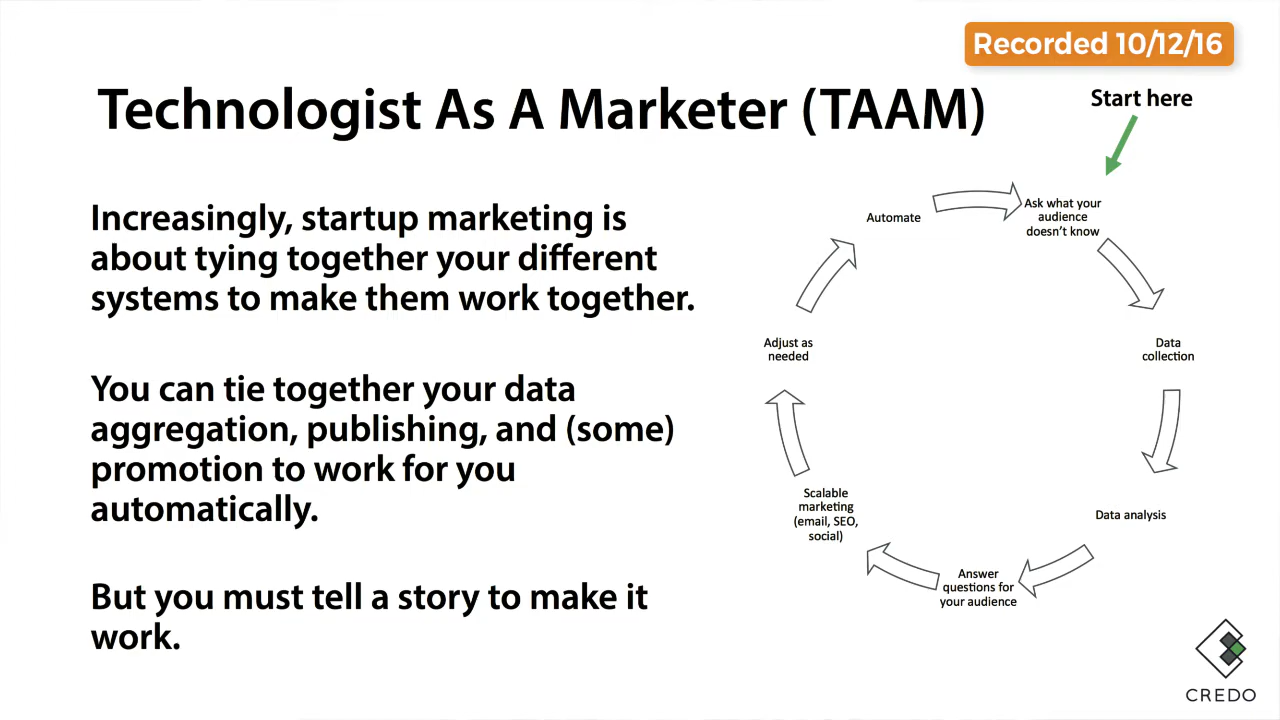 Recorded 10/12/16
Technologist As A Marketer (TAAM)
Start here
Increasingly, startup marketing is
about tying together your different
systems to make them work together.
You can tie together your data
aggregation, publishing, and (some)
promotion to work for you
automatically.
But you must tell a story to make it
work.
Ask what your
audience
doesn't know
Data
collection
Data analysis
Answer
questions for
your audience
Scalable
marketing
(email, SEO,
social)
Adjust as
needed
Automate
CREDO